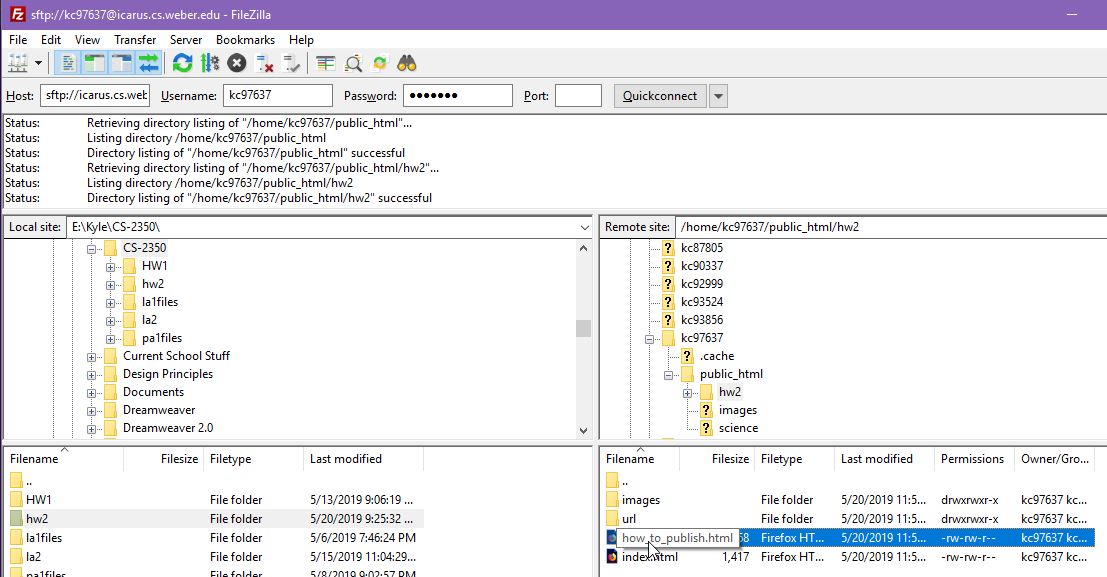 sftp://kc97637@icarus.cs.weber.edu - FileZilla
File Edit View Transfer Server Bookmarks Help
Host: sftp://icarus.cs.wek Username: kc97637 Password: ●●●●●●● Port: Quickconnect
Status: Retrieving directory listing of "/home/kc97637/public_html"...
Status: Listing directory /home/kc97637/public_html
Status: Directory listing of "/home/kc97637/public_html" successful
Status: Retrieving directory listing of "/home/kc97637/public_html/hw2"...
Status: Listing directory /home/kc97637/public_html/hw2
Status: Directory listing of "/home/kc97637/public_html/hw2" successful
Local site: E:\Kyle\CS-2350\
CS-2350
HW1
hw2
la1files
la2
pa1files
Current School Stuff
Design Principles
Documents
Dreamweaver
Dreamweaver 2.0
Remote site: /home/kc97637/public_html/hw2
kc87805
kc90337
kc92999
kc93524
kc93856
kc97637
.cache
public_html
hw2
images
science
Filename Filesize Filetype Last modified
..
HW1 File folder 5/13/2019 9:06:19 ...
hw2 File folder 5/20/2019 9:25:32 ...
la1files File folder 5/6/2019 7:46:24 PM
la2 File folder 5/15/2019 11:04:29...
pa1files File folder 5/8/2019 9:02:57 PM
Filename Filesize Filetype Last modified Permissions Owner/Gro...
..
images File folder 5/20/2019 11:5... drwxrwxr-x kc97637 kc...
url File folder 5/20/2019 11:5... drwxrwxr-x kc97637 kc...
how_to_publish.html 58 Firefox HT... 5/20/2019 11:5... -rw-rw-r-- kc97637 kc...
index.html 1,417 Firefox HT... 5/20/2019 11:5... -rw-rw-r-- kc97637 kc...